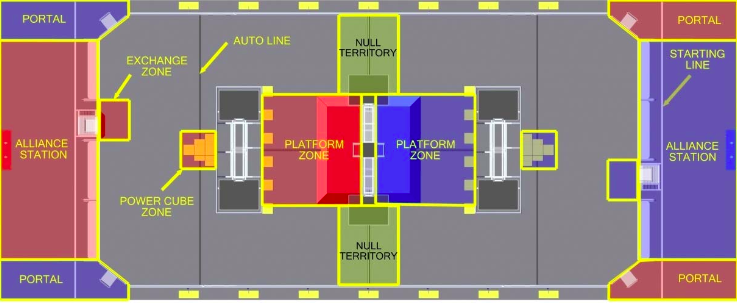 PORTAL
PORTAL
AUTO LINE
NULL
TERRITORY
EXCHANGE
ZONE
STARTING
LINE
ALLIANCE
STATION
PLATFORM
ZONE
PLATFORM
ZONE
ALLIANCE
STATION
POWER CUBE
ZONE
NULL
TERRITORY
PORTAL
PORTAL